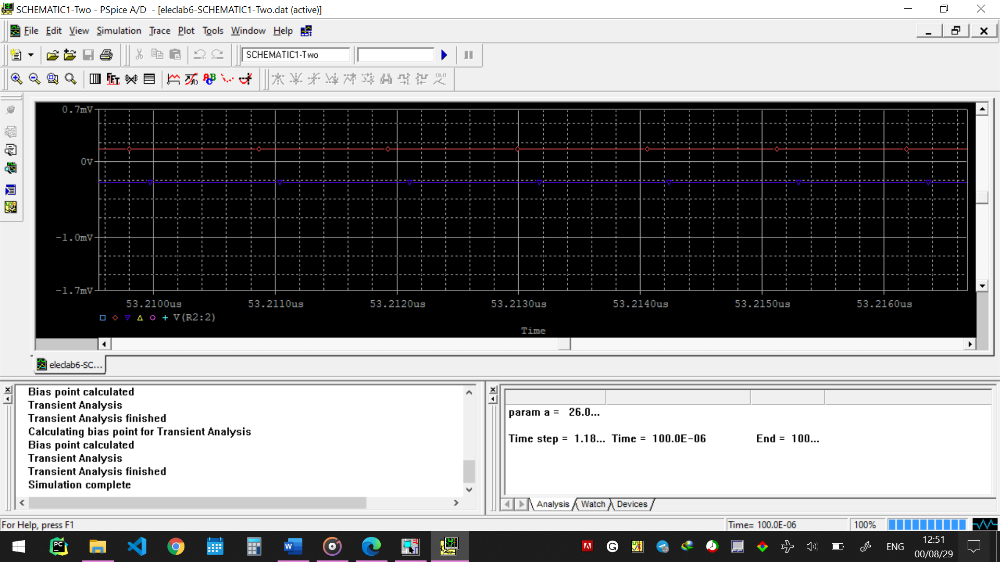 SCHEMATIC1-Two - PSpice A/D - [eleclab6-SCHEMATIC1-Two.dat (active)]
File Edit View Simulation Trace Plot Tools Window Help
SCHEMATIC1-Two
FFT
0.7mV
0V
-1.0mV
-1.7mV
53.2100us 53.2110us 53.2120us 53.2130us 53.2140us 53.2150us 53.2160us
V(R2:2)
Time
eleclab6-SC...
Bias point calculated
Transient Analysis
Transient Analysis finished
Calculating bias point for Transient Analysis
Bias point calculated
Transient Analysis
Transient Analysis finished
Simulation complete
param a = 26.0...
Time step = 1.18... Time = 100.0E-06 End = 100...
Analysis Watch Devices
For Help, press F1
Time= 100.0E-06 100%
PC W G ENG
12:51
00/08/29